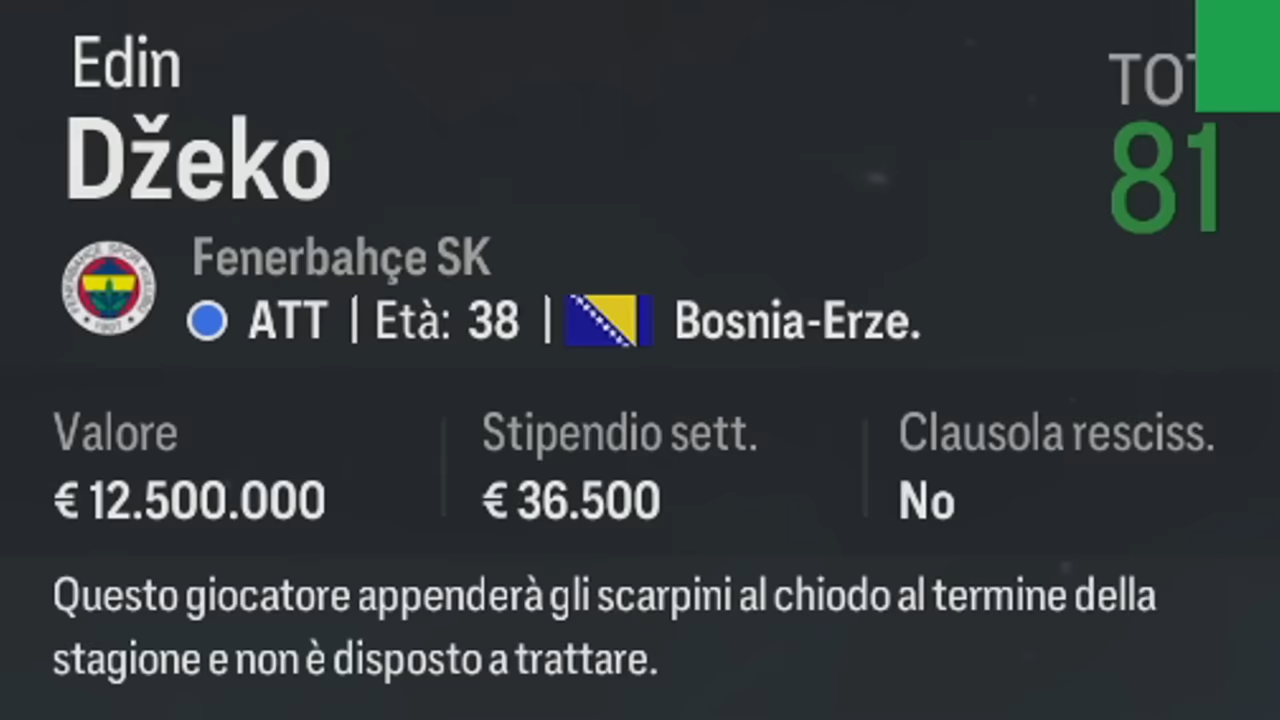 Edin
TOT
Džeko
81
Fenerbahçe SK
ATT | Età: 38 | Bosnia-Erze.
Valore
Stipendio sett.
Clausola resciss.
€ 12.500.000
€ 36.500
No
Questo giocatore appenderà gli scarpini al chiodo al termine della
stagione e non è disposto a trattare.